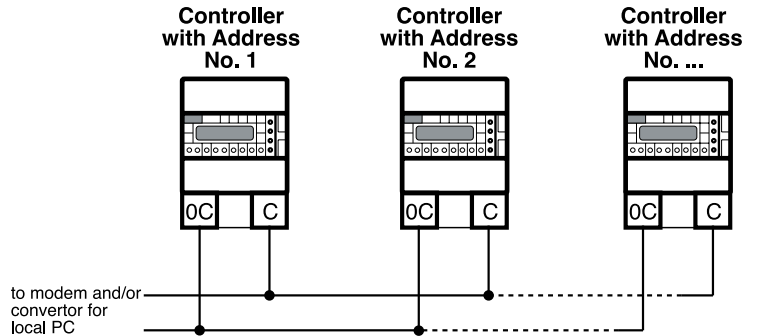 Controller
with Address
No. 1
Controller
with Address
No. 2
Controller
with Address
No. ...
0C
C
0C
C
0C
C
to modem and/or
convertor for
local PC